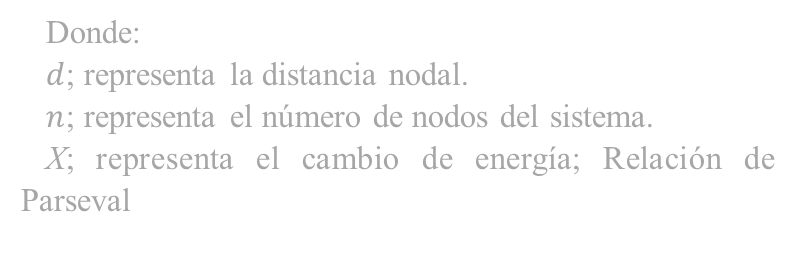 Donde:
d; representa la distancia nodal.
n; representa el número de nodos del sistema.
X; representa el cambio de energía; Relación de
Parseval